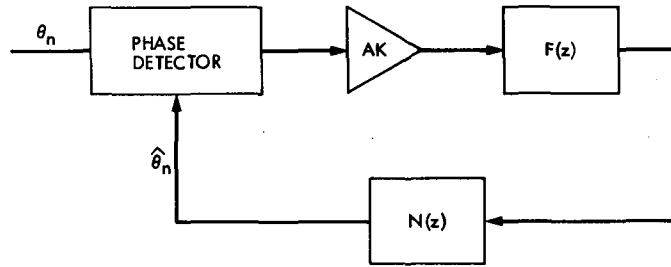 θn
PHASE
DETECTOR
AK
F(z)
θ̂n
N(z)